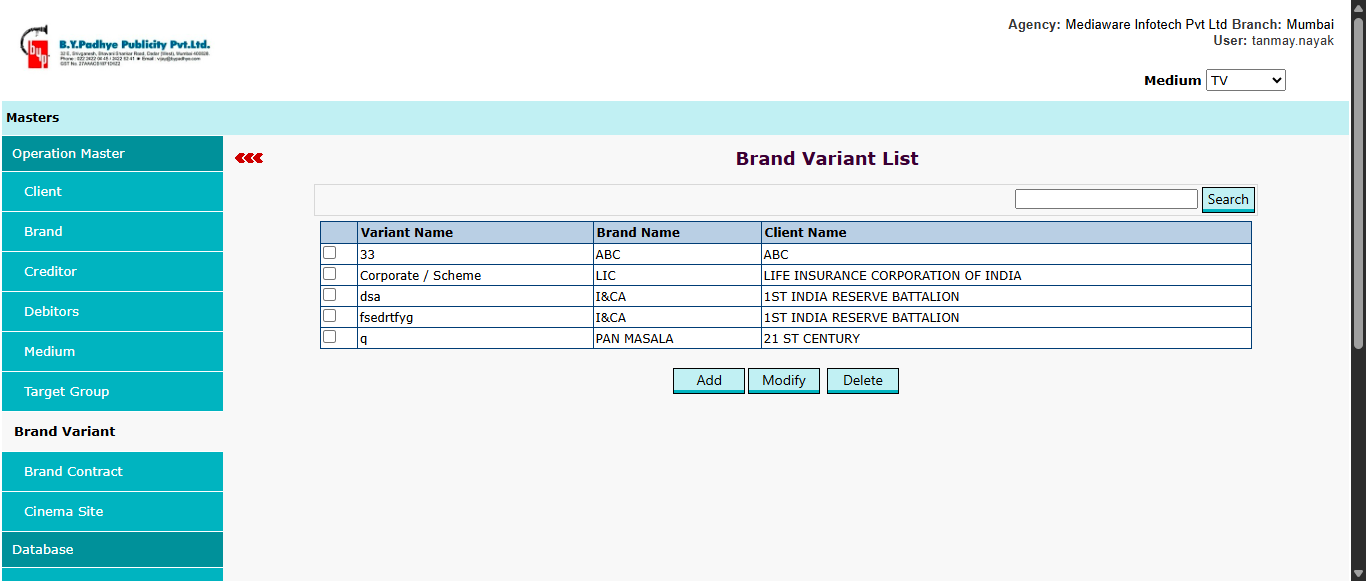 Agency: Mediaware Infotech Pvt Ltd Branch: Mumbai
User: tanmay.nayak
B.Y.Padhye Publicity Pvt.Ltd.
Medium TV
Masters
Operation Master
Client
Brand
Creditor
Debitors
Medium
Target Group
Brand Variant
Brand Contract
Cinema Site
Database
Brand Variant List
Search
Variant Name Brand Name Client Name
33 ABC ABC
Corporate / Scheme LIC LIFE INSURANCE CORPORATION OF INDIA
dsa I&CA 1ST INDIA RESERVE BATTALION
fsedrtfyg I&CA 1ST INDIA RESERVE BATTALION
q PAN MASALA 21 ST CENTURY
Add Modify Delete